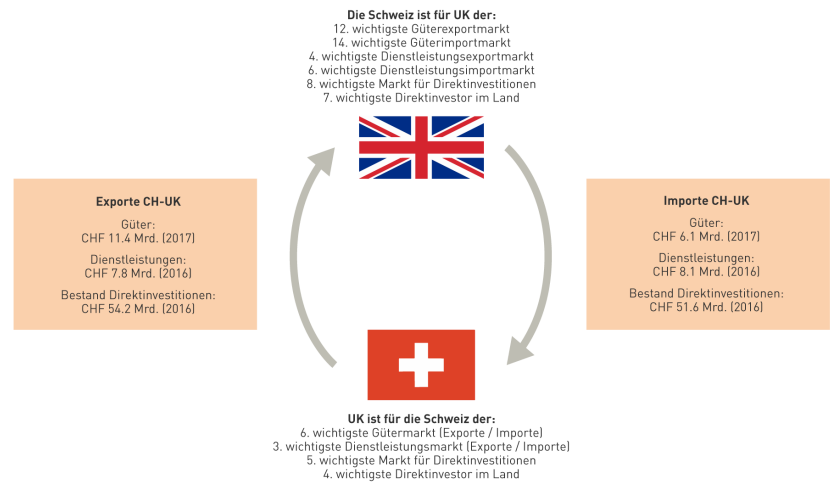 Die Schweiz ist für UK der:
12. wichtigste Güterexportmarkt
14. wichtigste Güterimportmarkt
4. wichtigste Dienstleistungsexportmarkt
6. wichtigste Dienstleistungsimportmarkt
8. wichtigste Markt für Direktinvestitionen
7. wichtigste Direktinvestor im Land
Exporte CH-UK
Güter:
CHF 11.4 Mrd. (2017)
Dienstleistungen:
CHF 7.8 Mrd. (2016)
Bestand Direktinvestitionen:
CHF 54.2 Mrd. (2016)
Importe CH-UK
Güter:
CHF 6.1 Mrd. (2017)
Dienstleistungen:
CHF 8.1 Mrd. (2016)
Bestand Direktinvestitionen:
CHF 51.6 Mrd. (2016)
UK ist für die Schweiz der:
6. wichtigste Gütermarkt (Exporte / Importe)
3. wichtigste Dienstleistungsmarkt (Exporte / Importe)
5. wichtigste Markt für Direktinvestitionen
4. wichtigste Direktinvestor im Land